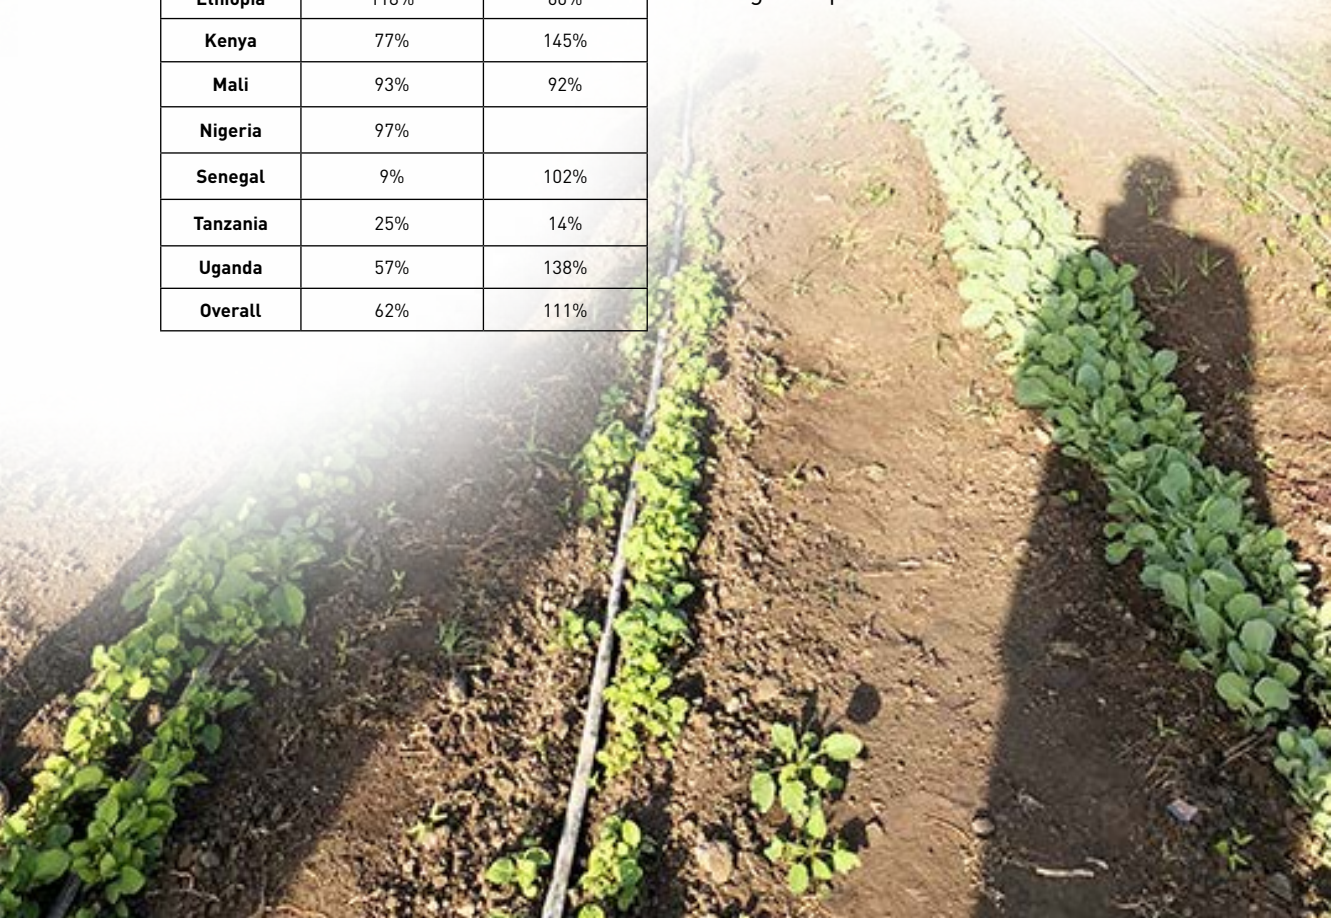 Ethiopia
Kenya 77% 145%
Mali 93% 92%
Nigeria 97%
Senegal 9% 102%
Tanzania 25% 14%
Uganda 57% 138%
Overall 62% 111%